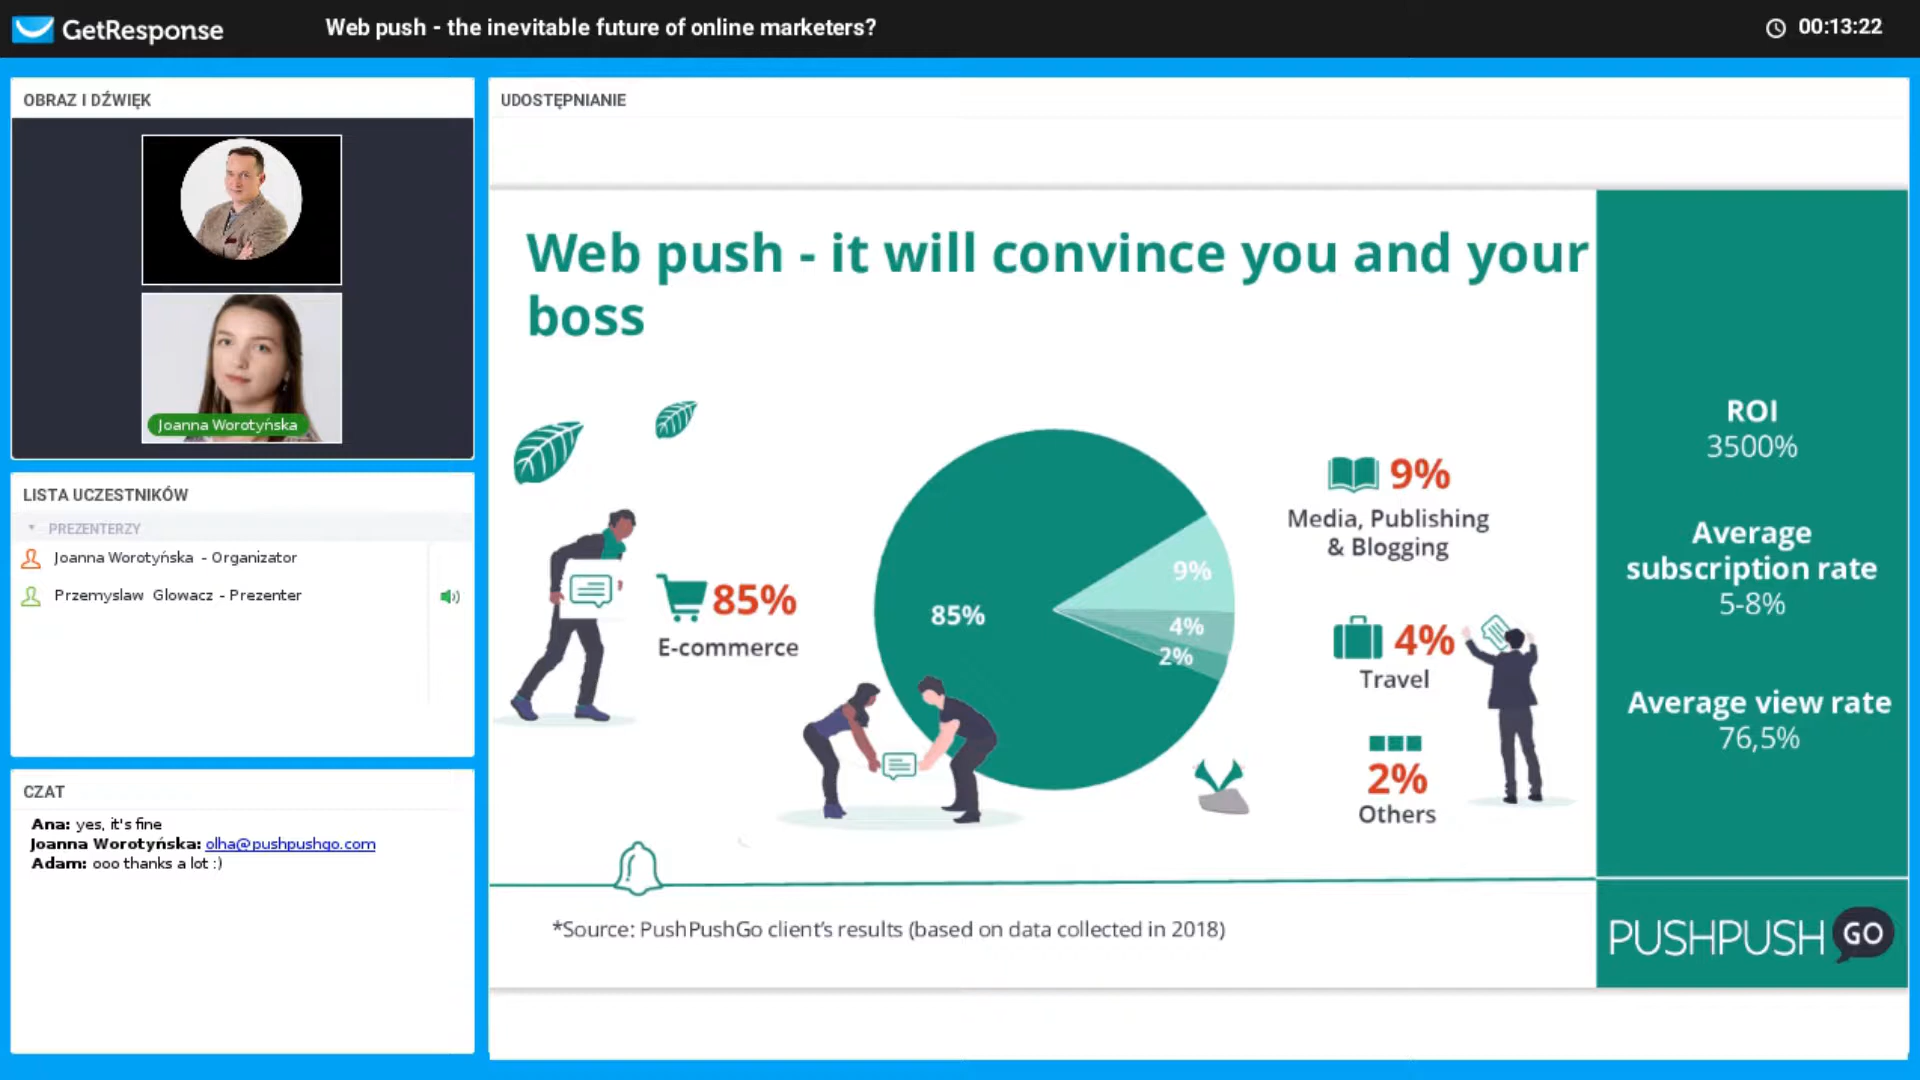 GetResponse
Web push - the inevitable future of online marketers?
00:13:22
OBRAZ I DŹWIĘK
Joanna Worotyńska
LISTA UCZESTNIKÓW
PREZENTERZY
Joanna Worotyńska - Organizator
Przemyslaw Glowacz - Prezenter
CZAT
Ana: yes, it's fine
Joanna Worotyńska: olha@pushpushgo.com
Adam: ooo thanks a lot :)
UDOSTĘPNIANIE
Web push - it will convince you and your
boss
85%
E-commerce
85%
9%
4%
2%
9%
Media, Publishing
& Blogging
4%
Travel
2%
Others
*Source: PushPushGo client's results (based on data collected in 2018)
ROI
3500%
Average
subscription rate
5-8%
Average view rate
76,5%
PUSHPUSH GO